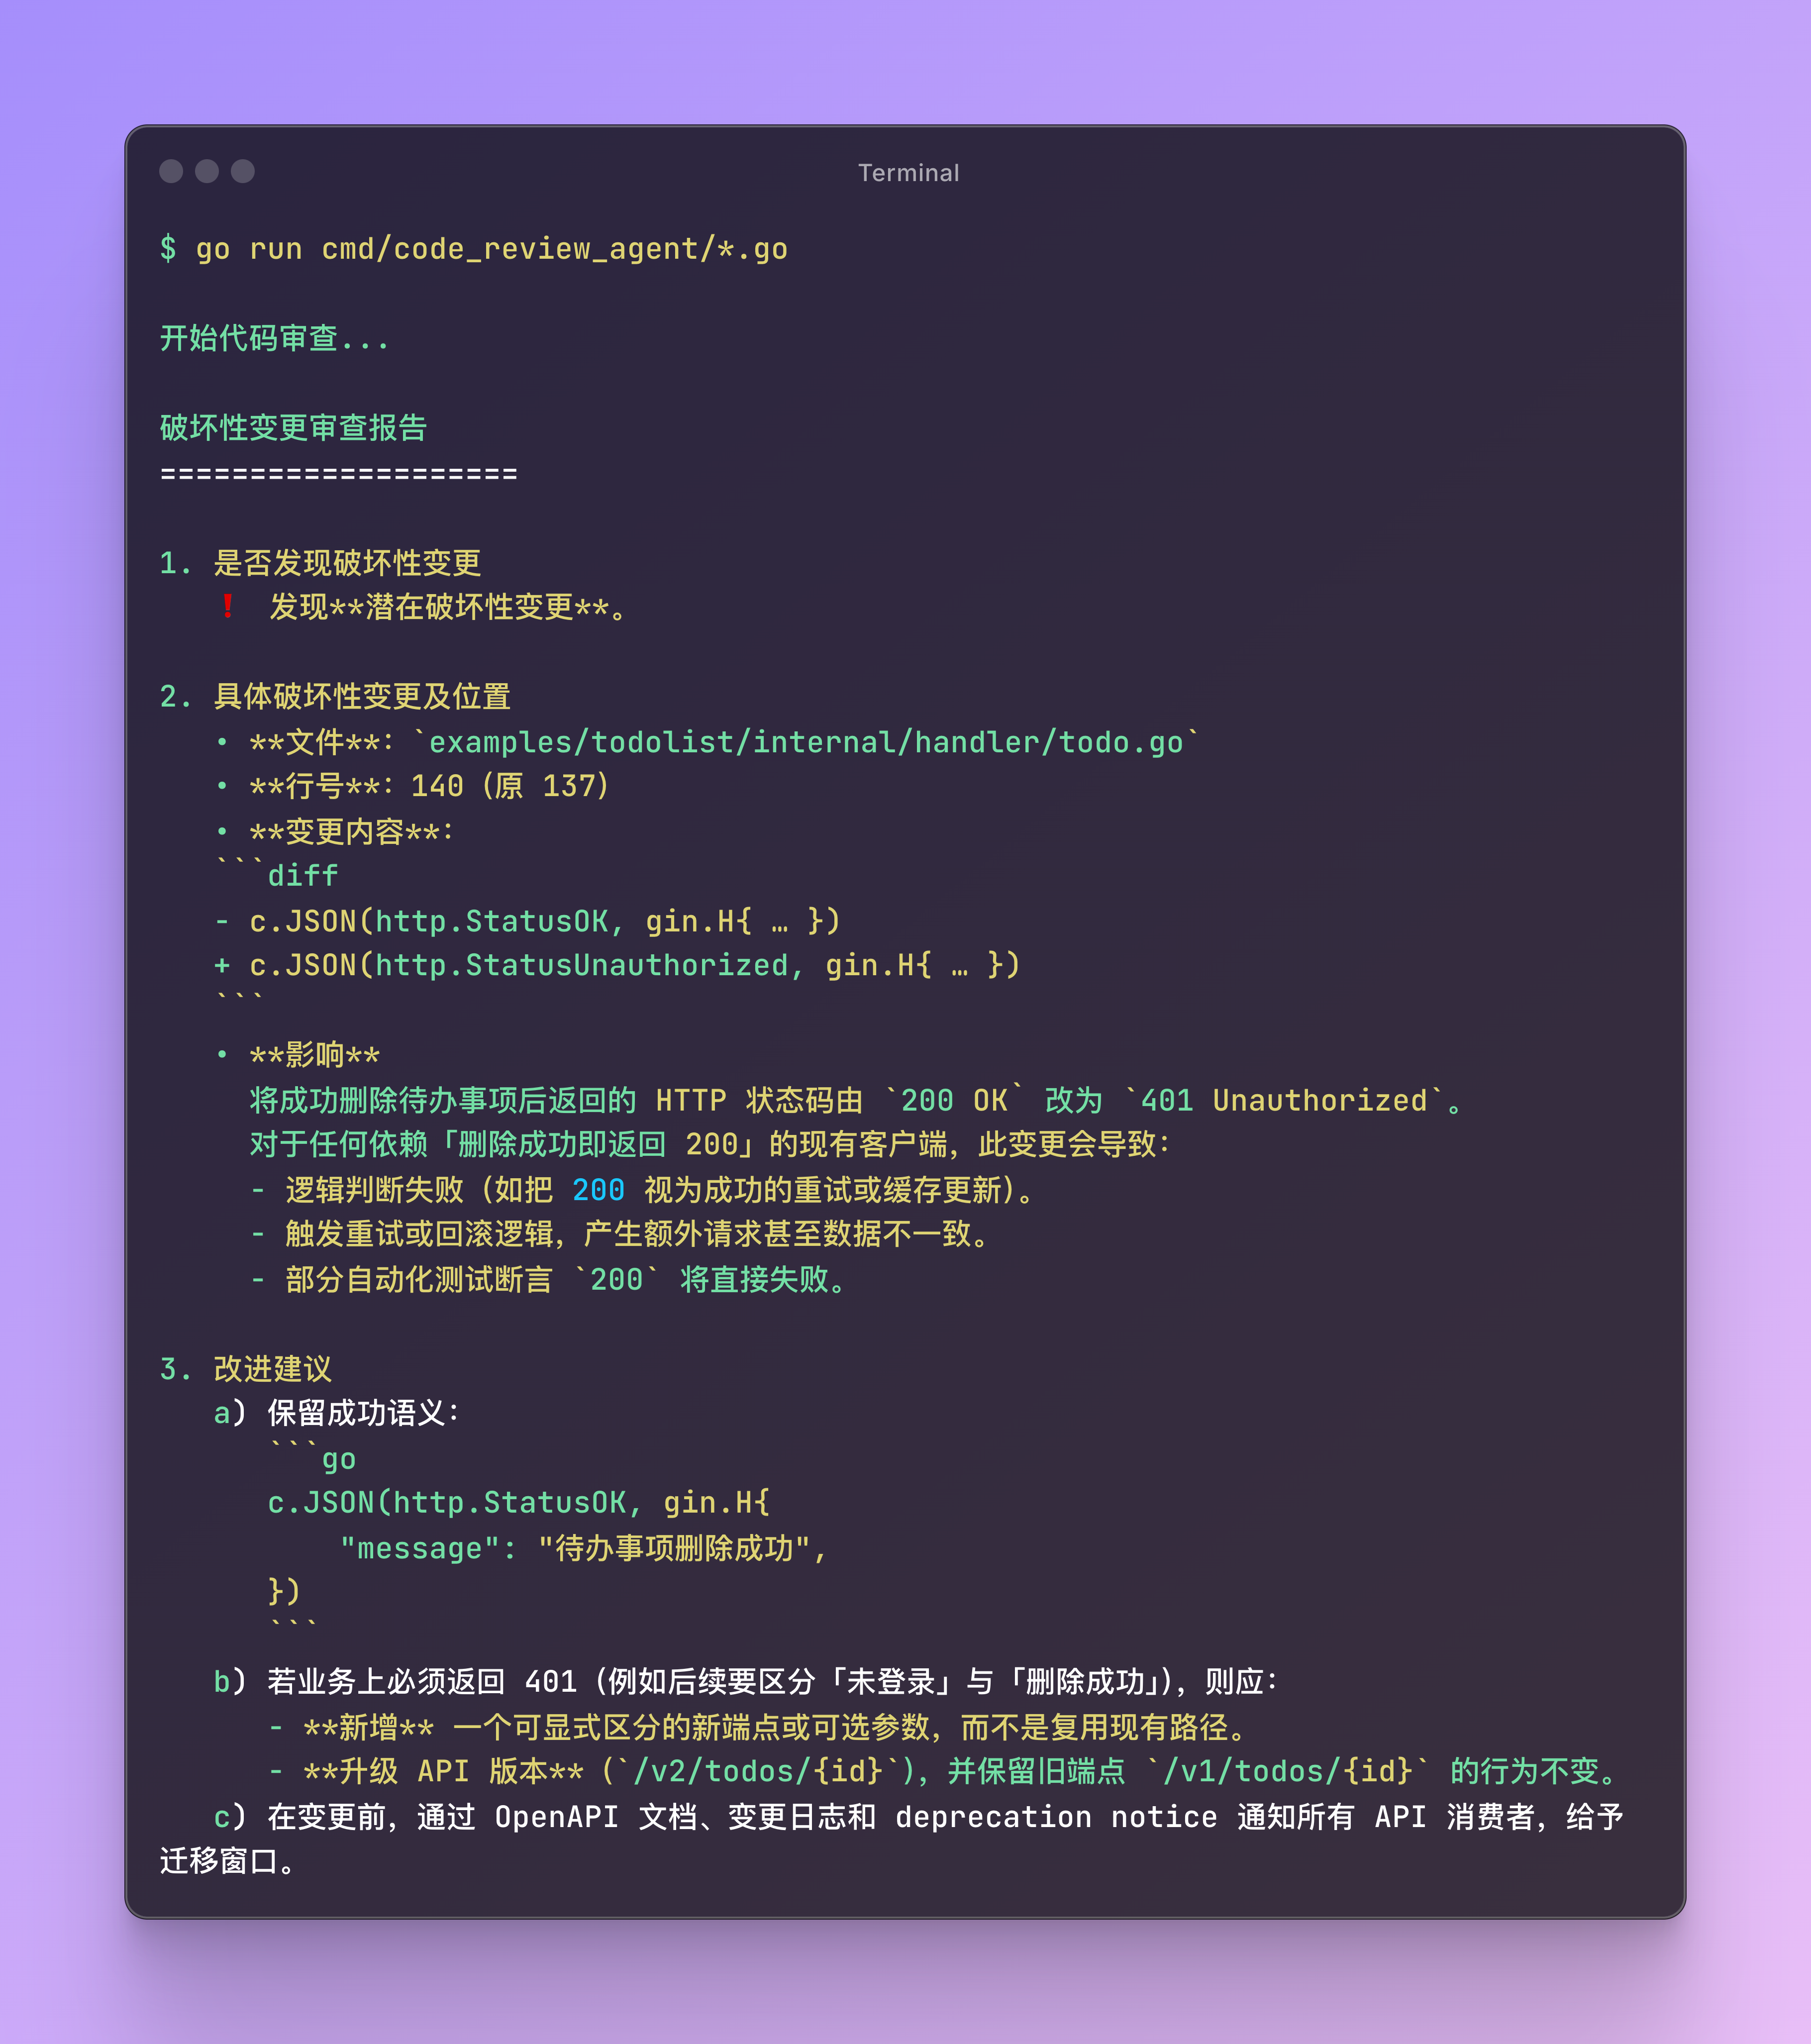 Terminal
$ go run cmd/code_review_agent/*.go
开始代码审查...
破坏性变更审查报告
====================
1. 是否发现破坏性变更
❗ 发现**潜在破坏性变更**。
2. 具体破坏性变更及位置
• **文件**：`examples/todolist/internal/handler/todo.go`
• **行号**：140（原 137）
• **变更内容**：
```diff
- c.JSON(http.StatusOK, gin.H{ … })
+ c.JSON(http.StatusUnauthorized, gin.H{ … })
```
• **影响**
将成功删除待办事项后返回的 HTTP 状态码由 `200 OK` 改为 `401 Unauthorized`。
对于任何依赖「删除成功即返回 200」的现有客户端，此变更会导致：
- 逻辑判断失败（如把 200 视为成功的重试或缓存更新）。
- 触发重试或回滚逻辑，产生额外请求甚至数据不一致。
- 部分自动化测试断言 `200` 将直接失败。
3. 改进建议
a) 保留成功语义：
```go
c.JSON(http.StatusOK, gin.H{
"message": "待办事项删除成功",
})
```
b) 若业务上必须返回 401（例如后续要区分「未登录」与「删除成功」），则应：
- **新增** 一个可显式区分的新端点或可选参数，而不是复用现有路径。
- **升级 API 版本**（`/v2/todos/{id}`），并保留旧端点 `/v1/todos/{id}` 的行为不变。
c) 在变更前，通过 OpenAPI 文档、变更日志和 deprecation notice 通知所有 API 消费者，给予
迁移窗口。